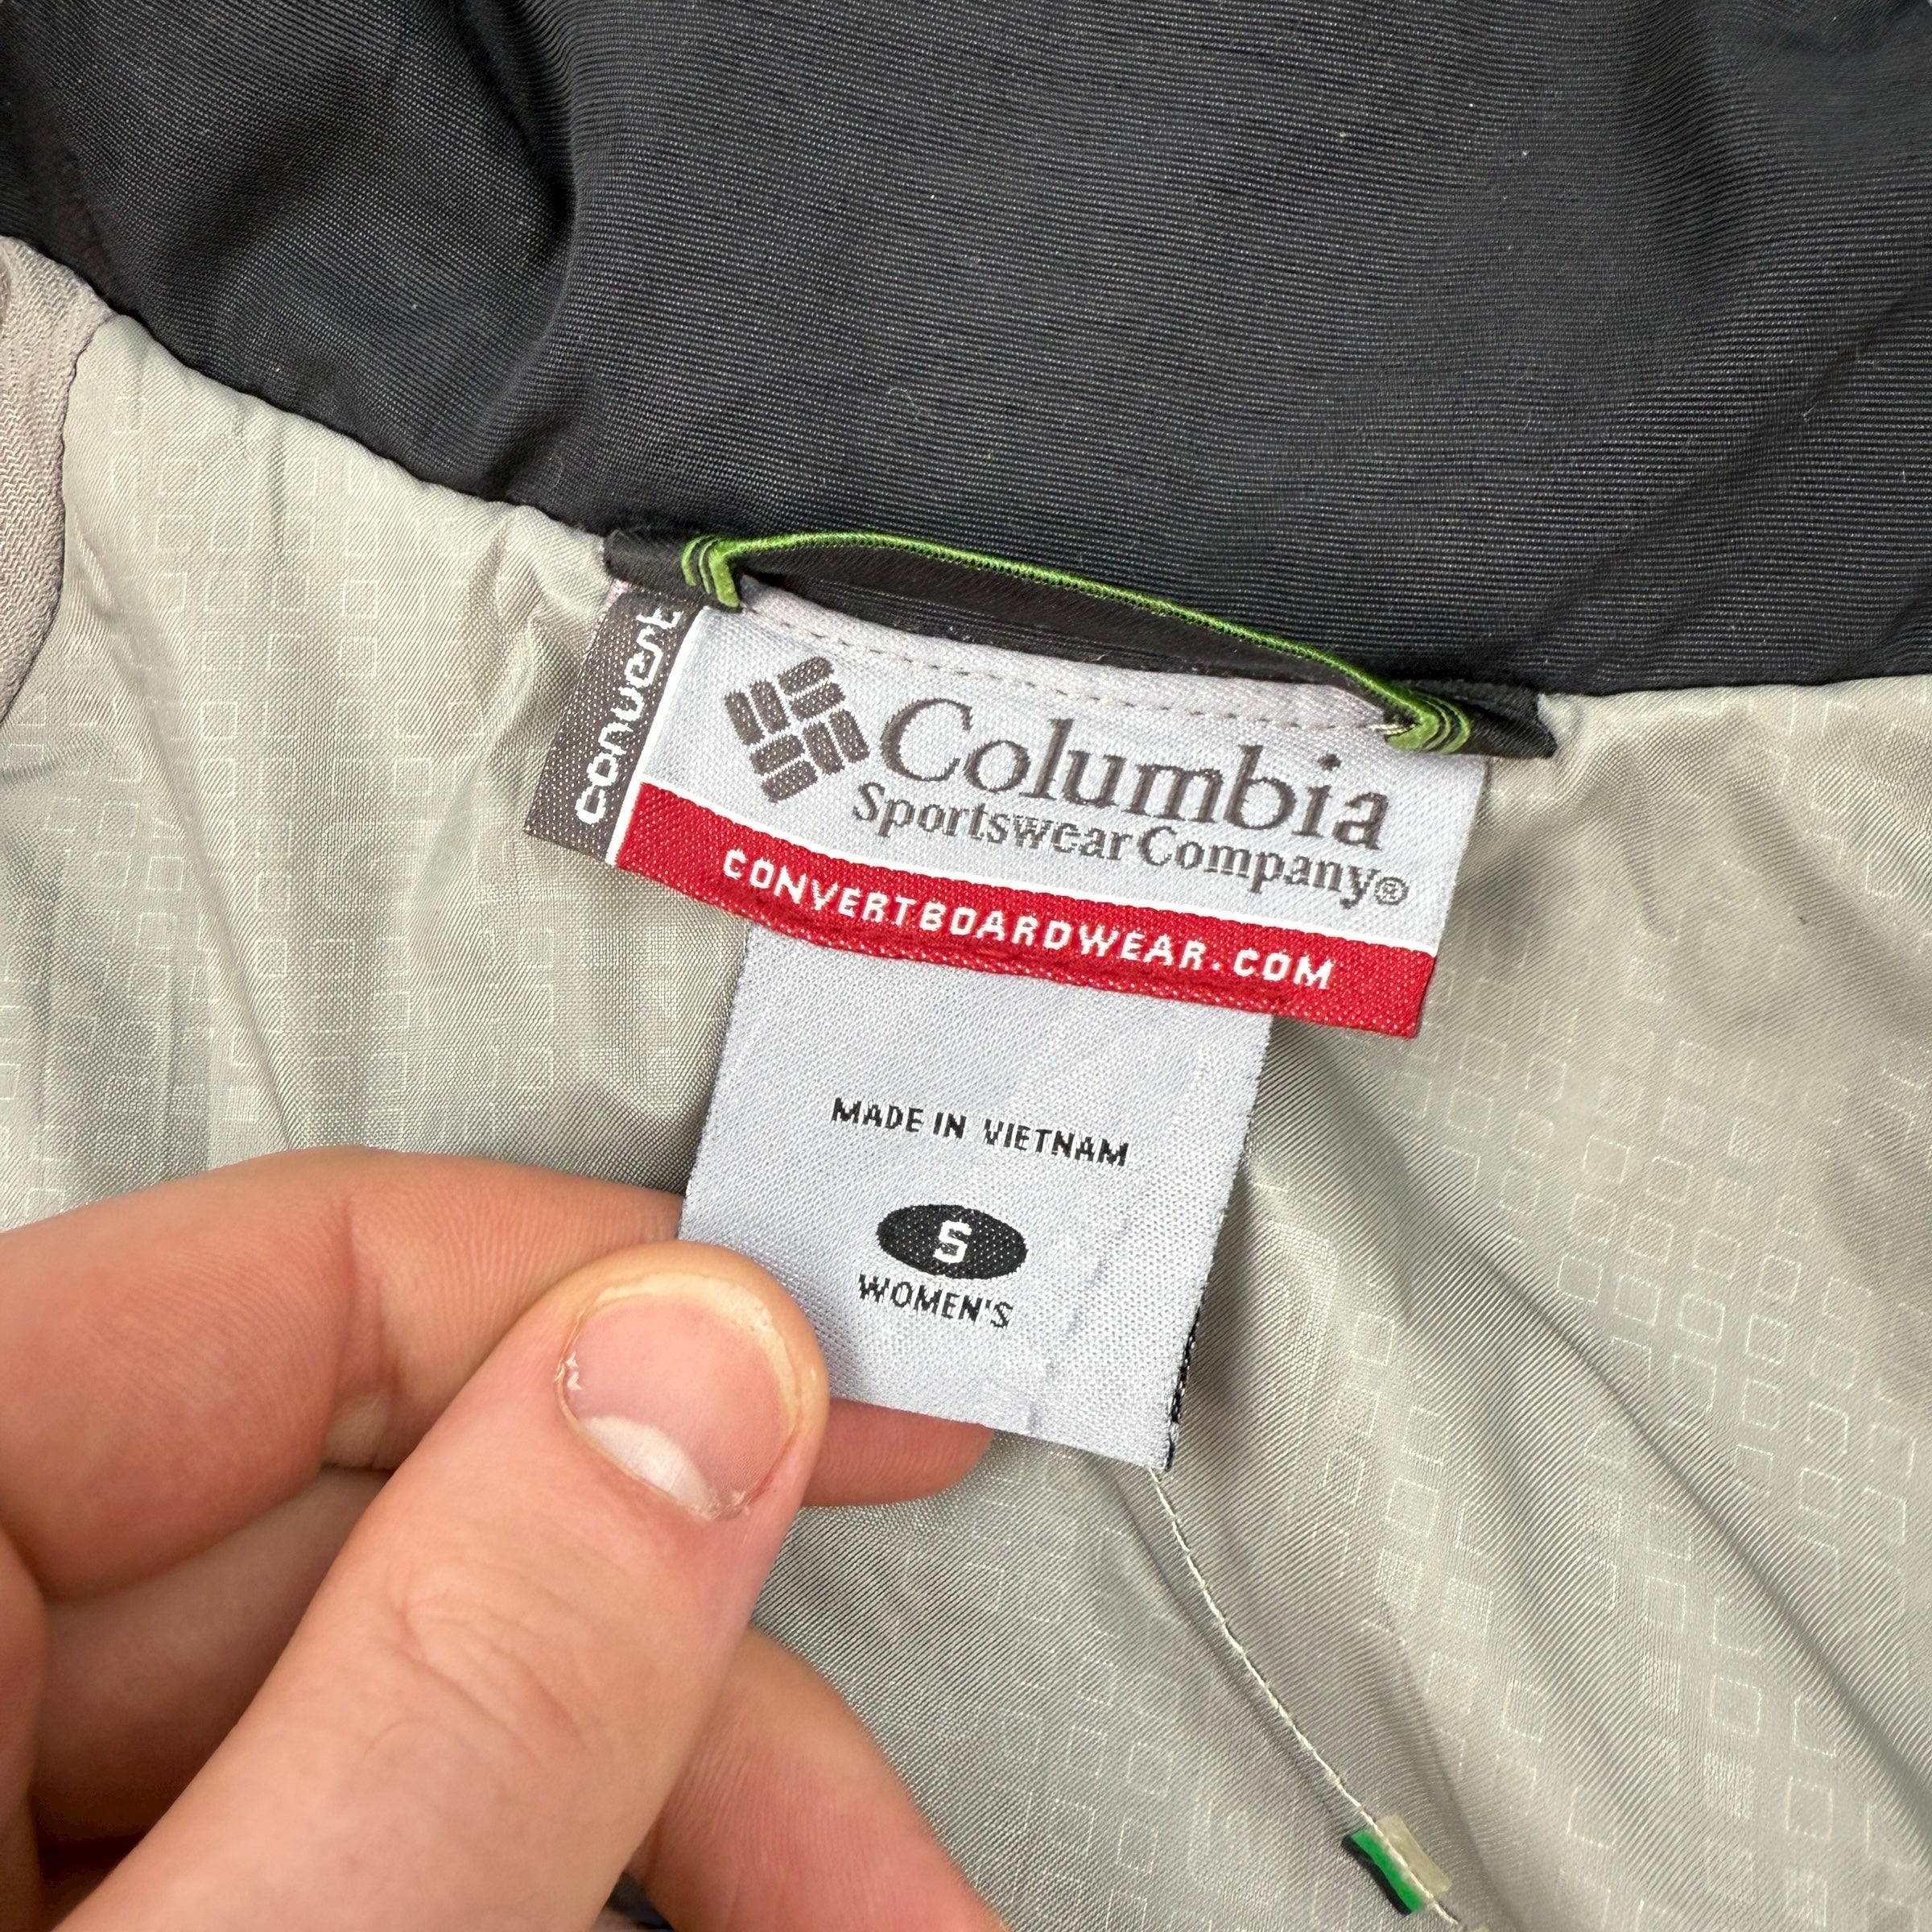 convert
Columbia
Sportswear Company®
CONVERTBOARDWEAR.COM
MADE IN VIETNAM
S
WOMEN'S